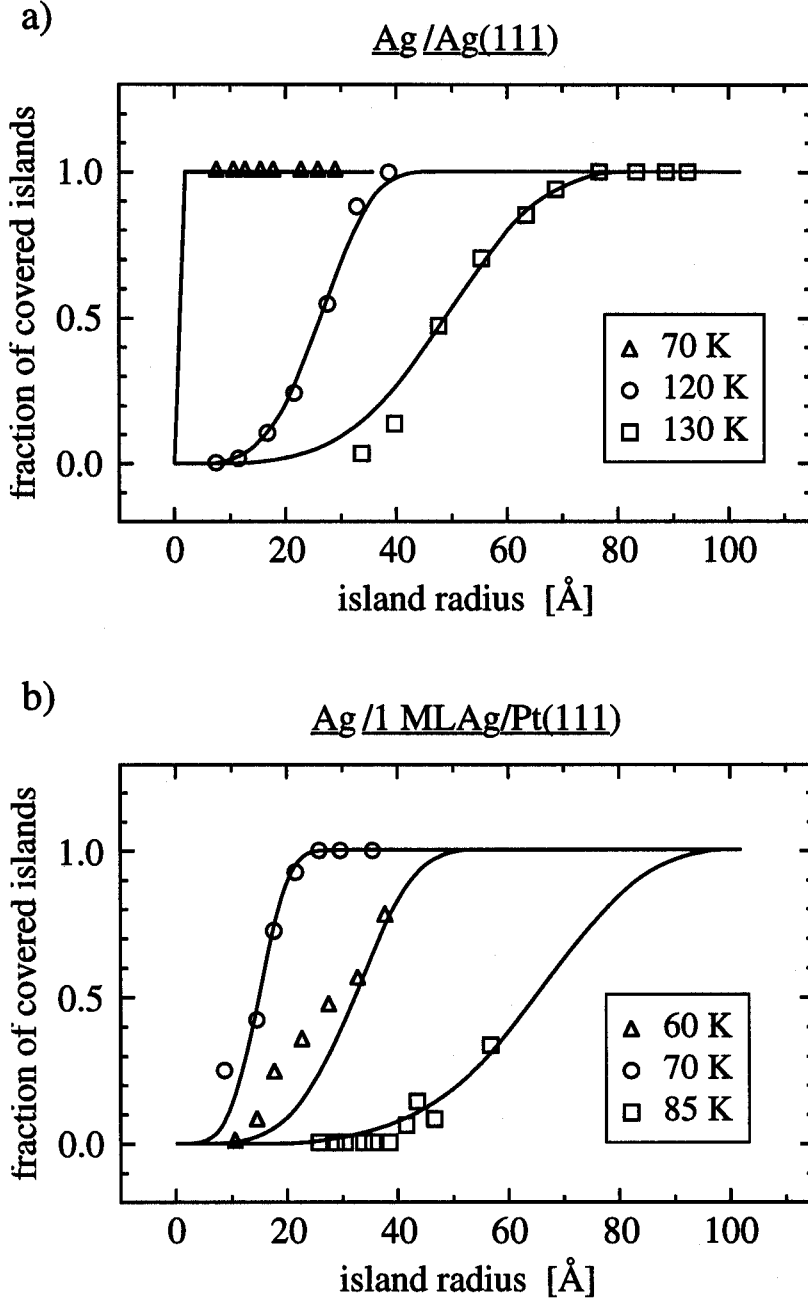 a)
Ag /Ag(111)
fraction of covered islands
1.0
0.5
0.0
70 K
120 K
130 K
0 20 40 60 80 100
island radius [Å]
b)
Ag /1 MLAg/Pt(111)
fraction of covered islands
1.0
0.5
0.0
60 K
70 K
85 K
0 20 40 60 80 100
island radius [Å]